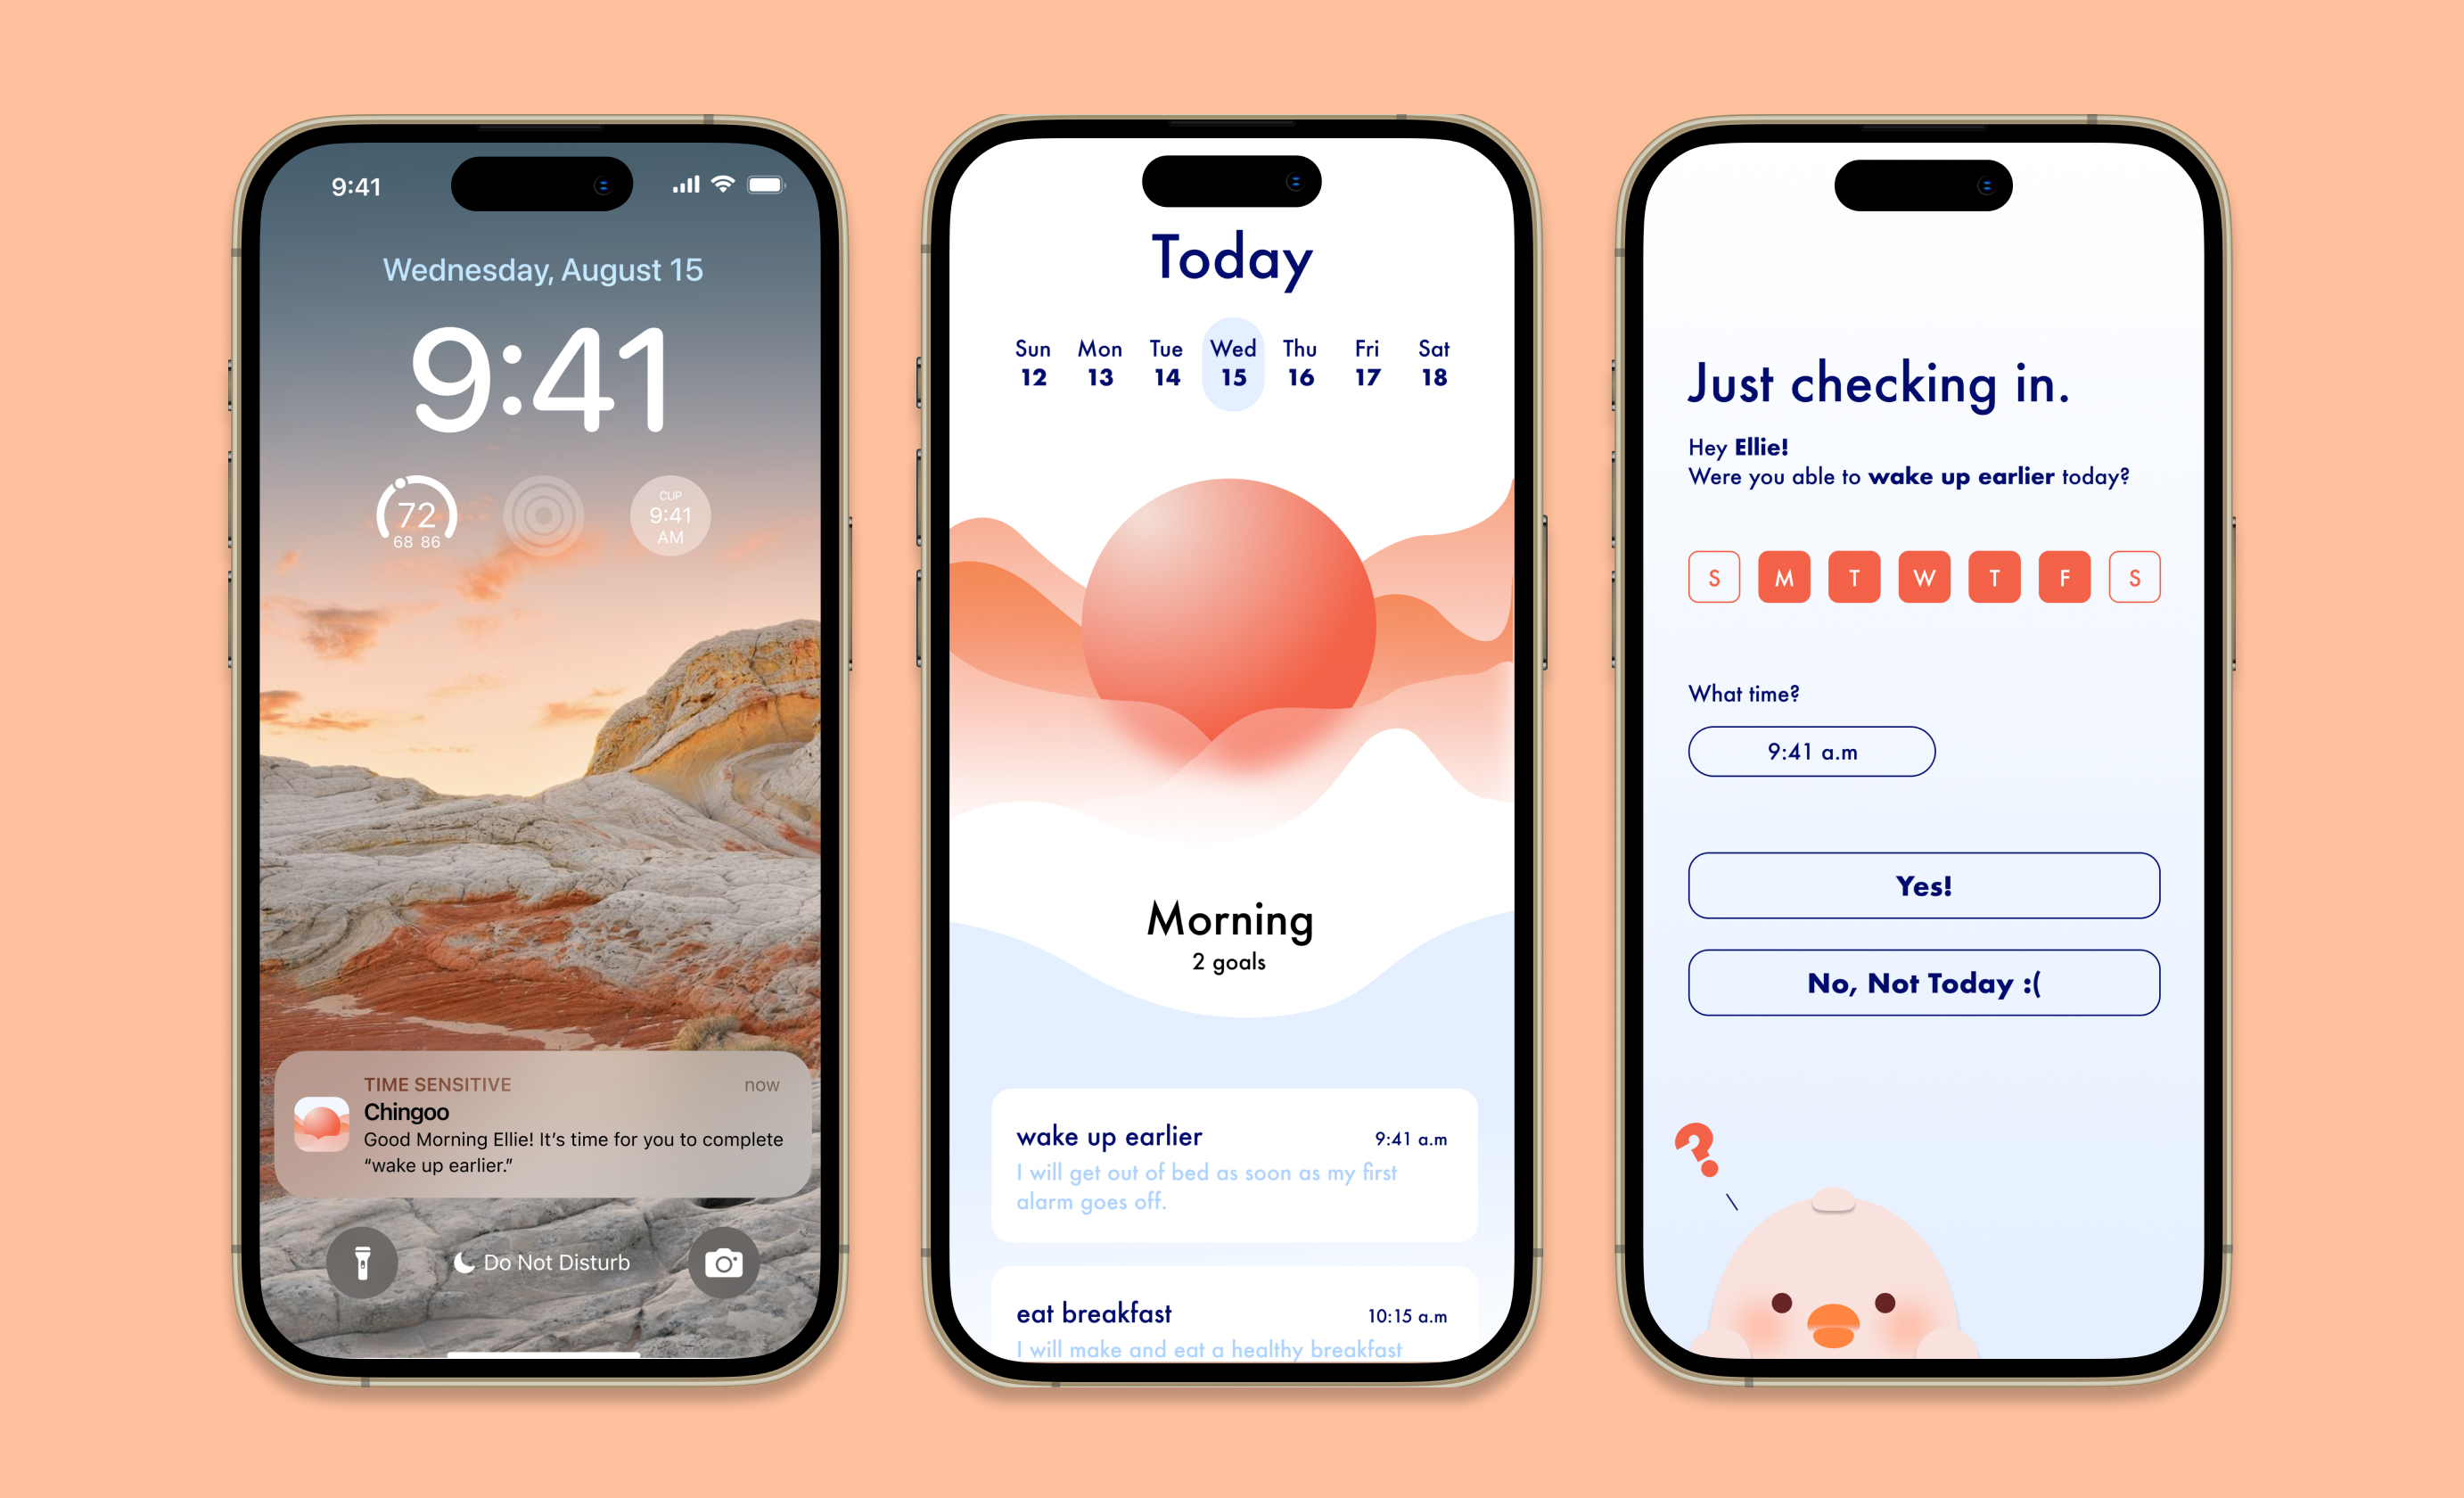 9:41
Wednesday, August 15
9:41
72
68 86
CUP
9:41
AM
TIME SENSITIVE
now
Chingoo
Good Morning Ellie! It’s time for you to complete
“wake up earlier.”
Do Not Disturb
Today
Sun Mon Tue Wed Thu Fri Sat
12 13 14 15 16 17 18
Morning
2 goals
wake up earlier
9:41 a.m
I will get out of bed as soon as my first
alarm goes off.
eat breakfast
10:15 a.m
I will make and eat a healthy breakfast
Just checking in.
Hey Ellie!
Were you able to wake up earlier today?
S M T W T F S
What time?
9:41 a.m
Yes!
No, Not Today :(
?